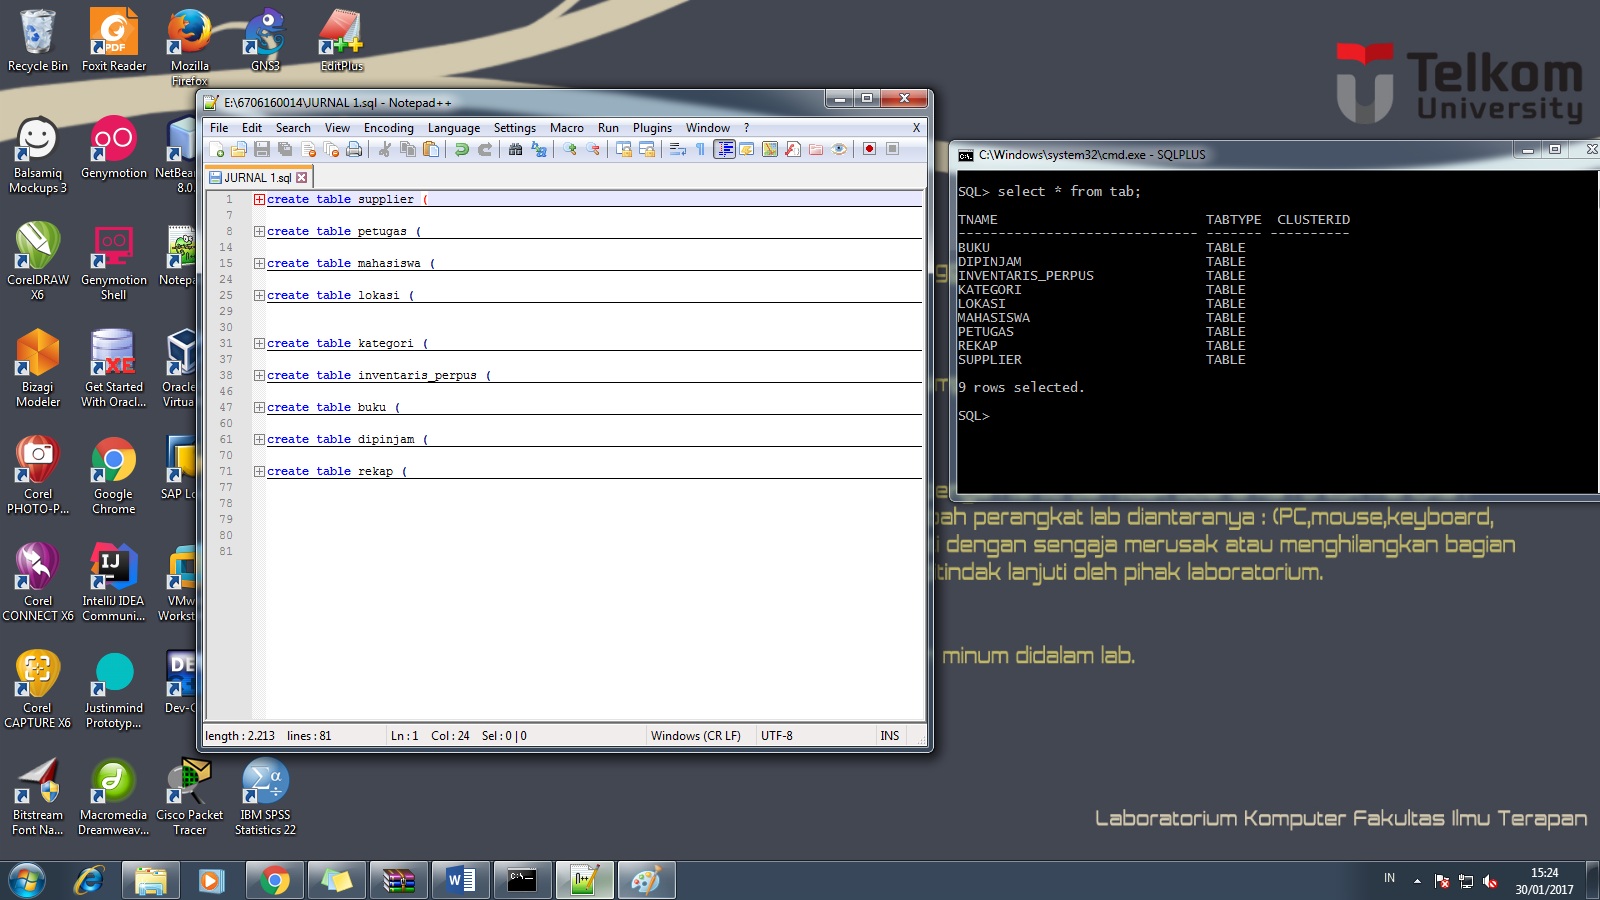 Recycle Bin
Foxit Reader
Mozilla
Firefox
GNS3
EditPlus
Balsamiq
Mockups 3
Genymotion
NetBea
8.0.
CorelDRAW
X6
Genymotion
Shell
Notepa
Bizagi
Modeler
Get Started
With Oracl...
Oracle
Virtua
Corel
PHOTO-P...
Google
Chrome
SAP Lo
Corel
CONNECT X6
IntelliJ IDEA
Communi...
VMw
Workst
Corel
CAPTURE X6
Justinmind
Prototyp...
Dev-C
Bitstream
Font Na...
Macromedia
Dreamweav...
Cisco Packet
Tracer
IBM SPSS
Statistics 22
E:\6706160014\JURNAL 1.sql - Notepad++
File Edit Search View Encoding Language Settings Macro Run Plugins Window ? X
JURNAL 1.sql
1 create table supplier (
7
8 create table petugas (
14
15 create table mahasiswa (
24
25 create table lokasi (
29
30
31 create table kategori (
37
38 create table inventaris_perpus (
46
47 create table buku (
60
61 create table dipinjam (
70
71 create table rekap (
77
78
79
80
81
length : 2.213 lines : 81 Ln : 1 Col : 24 Sel : 0 | 0 Windows (CR LF) UTF-8 INS
Telkom
University
C:\Windows\system32\cmd.exe - SQLPLUS
SQL> select * from tab;
TNAME TABTYPE CLUSTERID
------------------------------ ------- ----------
BUKU TABLE
DIPINJAM TABLE
INVENTARIS_PERPUS TABLE
KATEGORI TABLE
LOKASI TABLE
MAHASISWA TABLE
PETUGAS TABLE
REKAP TABLE
SUPPLIER TABLE
9 rows selected.
SQL>
ah perangkat lab diantaranya : (PC,mouse,keyboard,
i dengan sengaja merusak atau menghilangkan bagian
tindak lanjuti oleh pihak laboratorium.
minum didalam lab.
Laboratorium Komputer Fakultas Ilmu Terapan
IN
15:24
30/01/2017